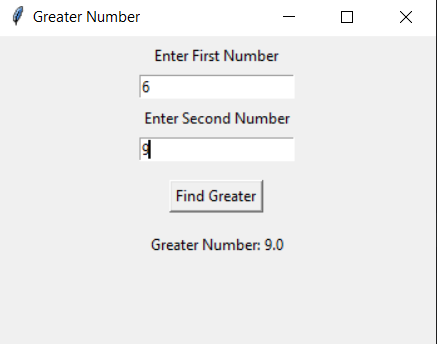 Greater Number
Enter First Number
6
Enter Second Number
9
Find Greater
Greater Number: 9.0